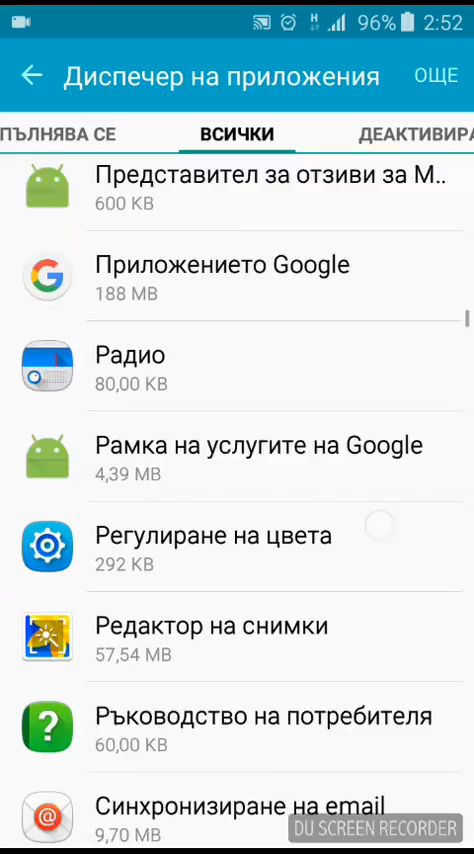 H 96% 2:52
Диспечер на приложения ОЩЕ
ПЪЛНЯВА СЕ ВСИЧКИ ДЕАКТИВИРА
Представител за отзиви за М..
600 KB
Приложението Google
188 MB
Радио
80,00 KB
Рамка на услугите на Google
4,39 MB
Регулиране на цвета
292 KB
Редактор на снимки
57,54 MB
Ръководство на потребителя
60,00 KB
Синхронизиране на email
9,70 MB
DU SCREEN RECORDER